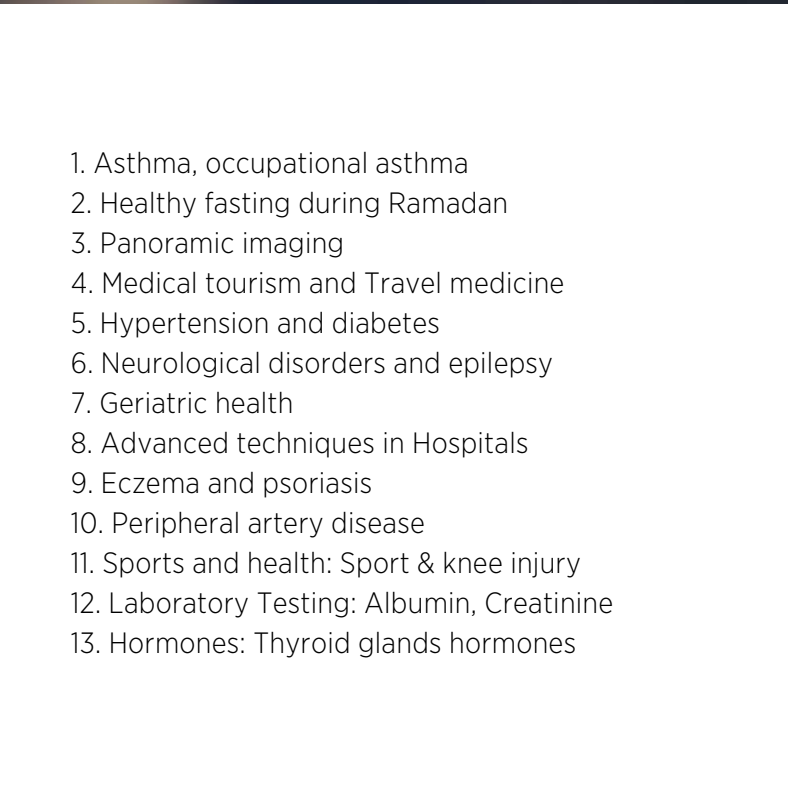 1. Asthma, occupational asthma
2. Healthy fasting during Ramadan
3. Panoramic imaging
4. Medical tourism and Travel medicine
5. Hypertension and diabetes
6. Neurological disorders and epilepsy
7. Geriatric health
8. Advanced techniques in Hospitals
9. Eczema and psoriasis
10. Peripheral artery disease
11. Sports and health: Sport & knee injury
12. Laboratory Testing: Albumin, Creatinine
13. Hormones: Thyroid glands hormones